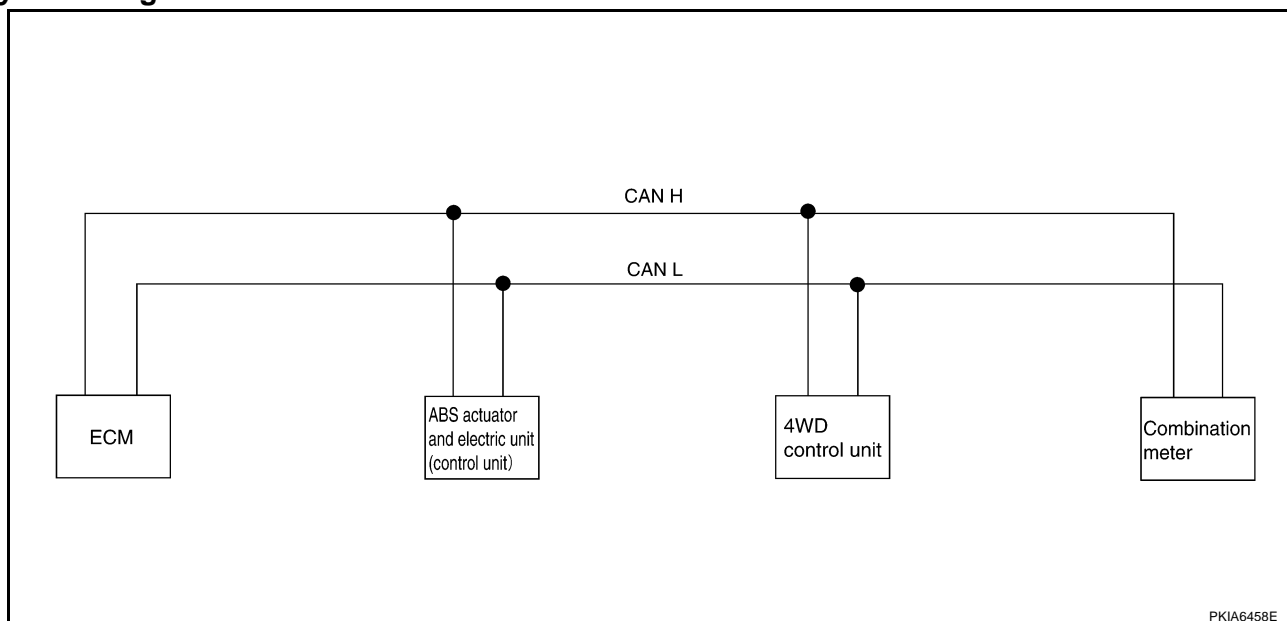 CAN H
CAN L
ECM
ABS actuator
and electric unit
(control unit)
4WD
control unit
Combination
meter
PKIA6458E